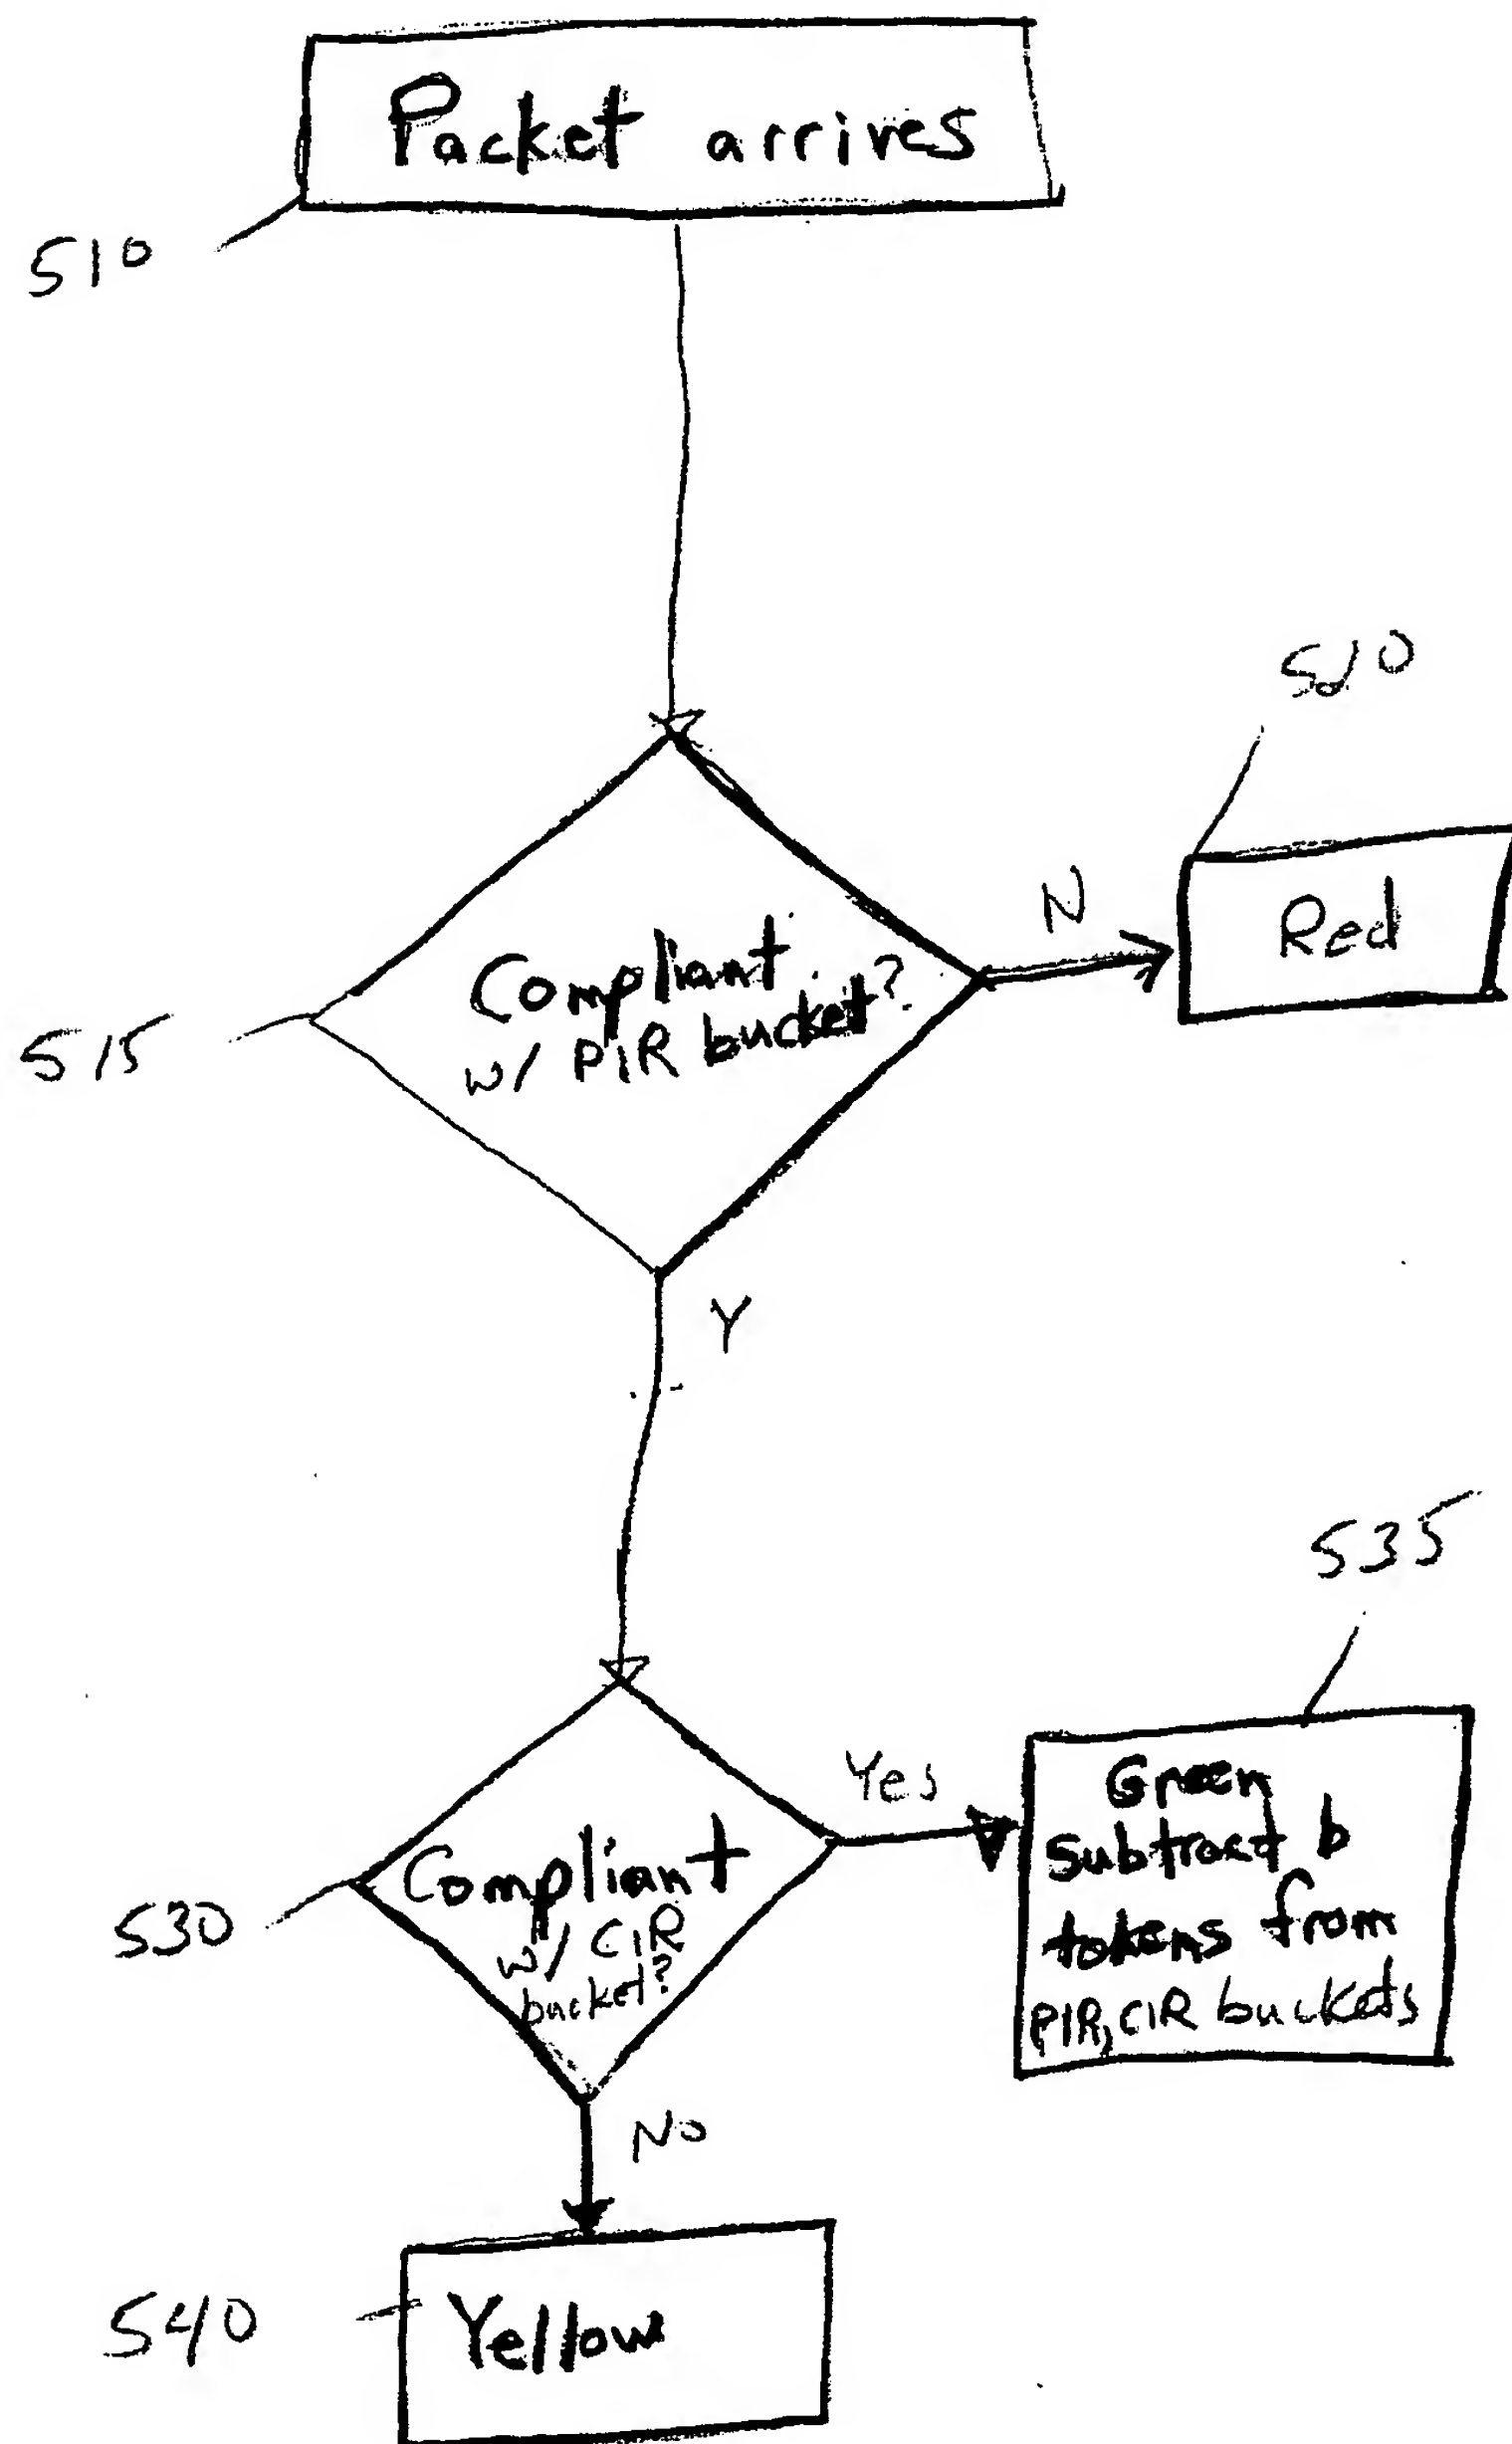 Packet arrives
510
Compliant
w/ PIR bucket?
515
N
Red
Y
535
Compliant
w/ CIR
bucket?
530
Yes
Green
Subtract b
tokens from
PIR, CIR buckets
No
Yellow
540